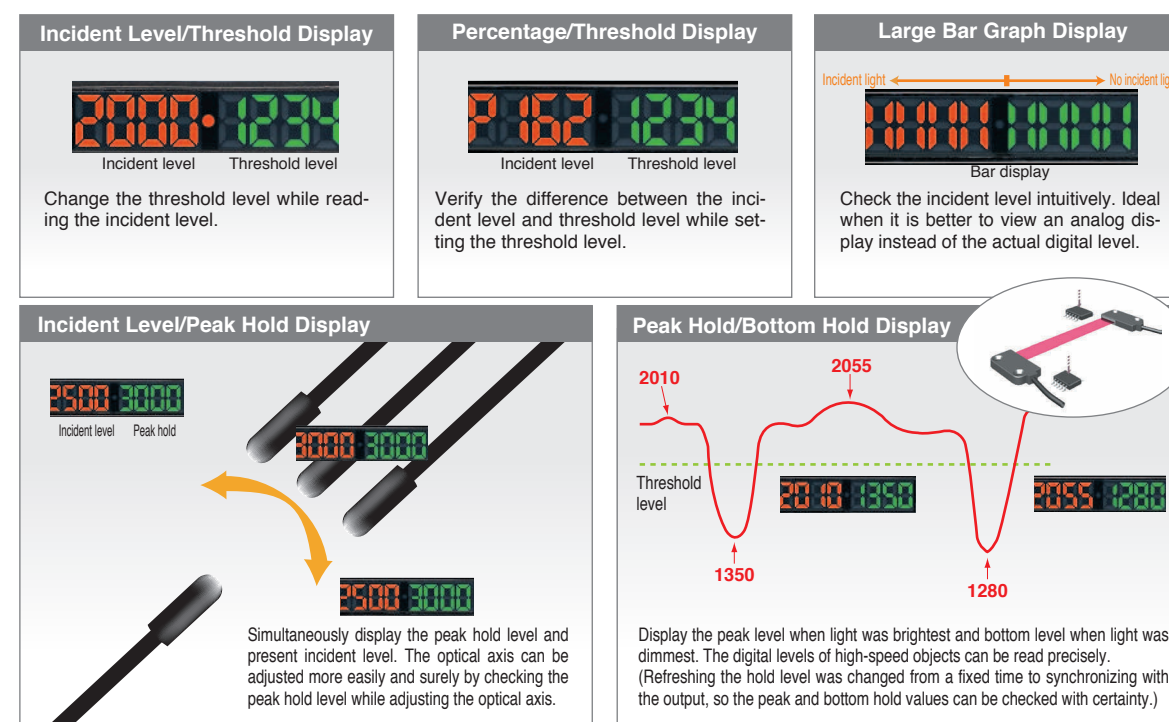 Incident Level/Threshold Display
2000 1234
Incident level Threshold level
Change the threshold level while read-
ing the incident level.
Percentage/Threshold Display
P 162 1234
Incident level Threshold level
Verify the difference between the inci-
dent level and threshold level while set-
ting the threshold level.
Large Bar Graph Display
Incident light No incident
Bar display
Check the incident level intuitively. Ideal
when it is better to view an analog dis-
play instead of the actual digital level.
Incident Level/Peak Hold Display
2500 3000
Incident level Peak hold
3000 3000
2500 3000
Simultaneously display the peak hold level and
present incident level. The optical axis can be
adjusted more easily and surely by checking the
peak hold level while adjusting the optical axis.
Peak Hold/Bottom Hold Display
2010
2055
Threshold
level
2010 1350
2055 1280
1350
1280
Display the peak level when light was brightest and bottom level when light was
dimmest. The digital levels of high-speed objects can be read precisely.
(Refreshing the hold level was changed from a fixed time to synchronizing with
the output, so the peak and bottom hold values can be checked with certainty.)